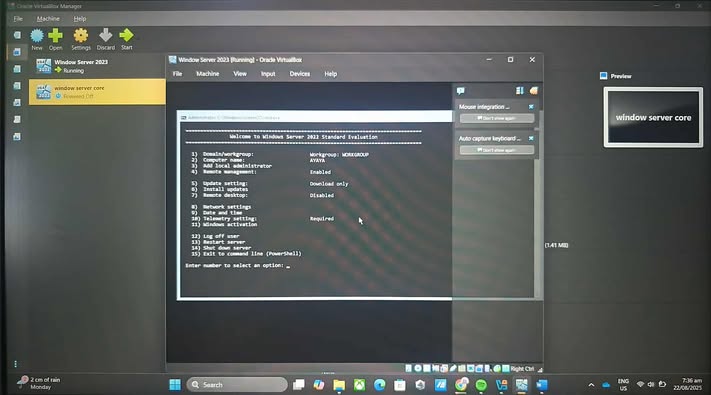 Oracle VirtualBox Manager
File Machine Help
New Open Settings Discard Start
Window Server 2023
Running
window server core
Powered Off
Window Server 2023 [Running] - Oracle VirtualBox
File Machine View Input Devices Help
Preview
window server core
Mouse integration ...
Don't show again
Auto capture keyboard ...
Don't show again
Welcome to Windows Server 2022 Standard Evaluation
1) Domain/workgroup: Workgroup: WORKGROUP
2) Computer name: AYAYA
3) Add local administrator
4) Remote management: Enabled
5) Update setting: Download only
6) Install updates
7) Remote desktop: Disabled
8) Network settings
9) Date and time
10) Telemetry setting: Required
11) Windows activation
12) Log off user
13) Restart server
14) Shut down server
15) Exit to command line (PowerShell)
Enter number to select an option: _
(1.41 MB)
Right Ctrl
2 cm of rain
Monday
Search
ENG
US
7:36 am
22/08/2025